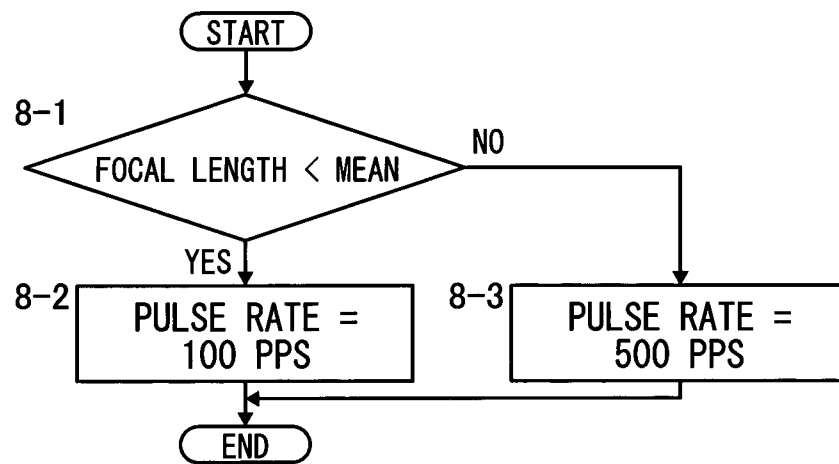 START
8-1
FOCAL LENGTH < MEAN
NO
YES
8-2
PULSE RATE =
100 PPS
8-3
PULSE RATE =
500 PPS
END